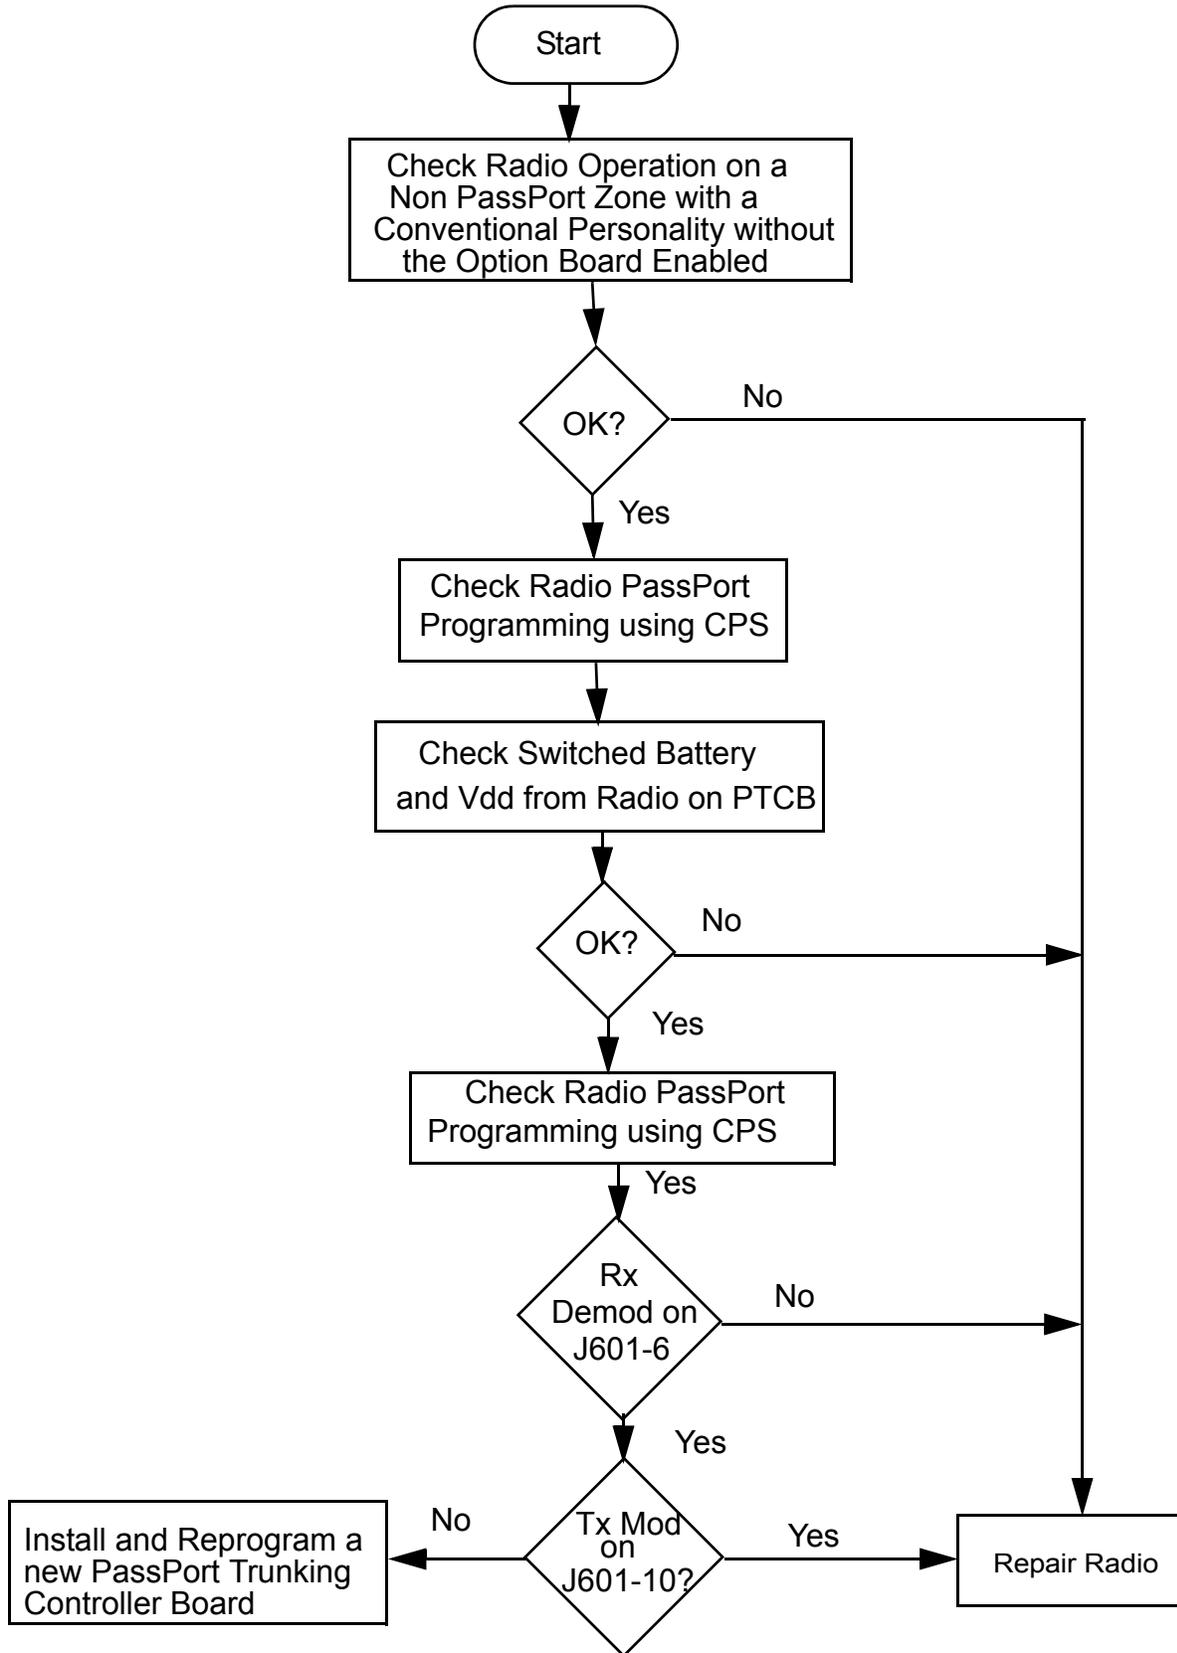 Start
Check Radio Operation on a
Non PassPort Zone with a
Conventional Personality without
the Option Board Enabled
No
OK?
Yes
Check Radio PassPort
Programming using CPS
Check Switched Battery
and Vdd from Radio on PTCB
No
OK?
Yes
Check Radio PassPort
Programming using CPS
Yes
Rx
Demod on
J601-6
No
Yes
No
Tx Mod
on
J601-10?
Yes
Install and Reprogram a
new PassPort Trunking
Controller Board
Repair Radio